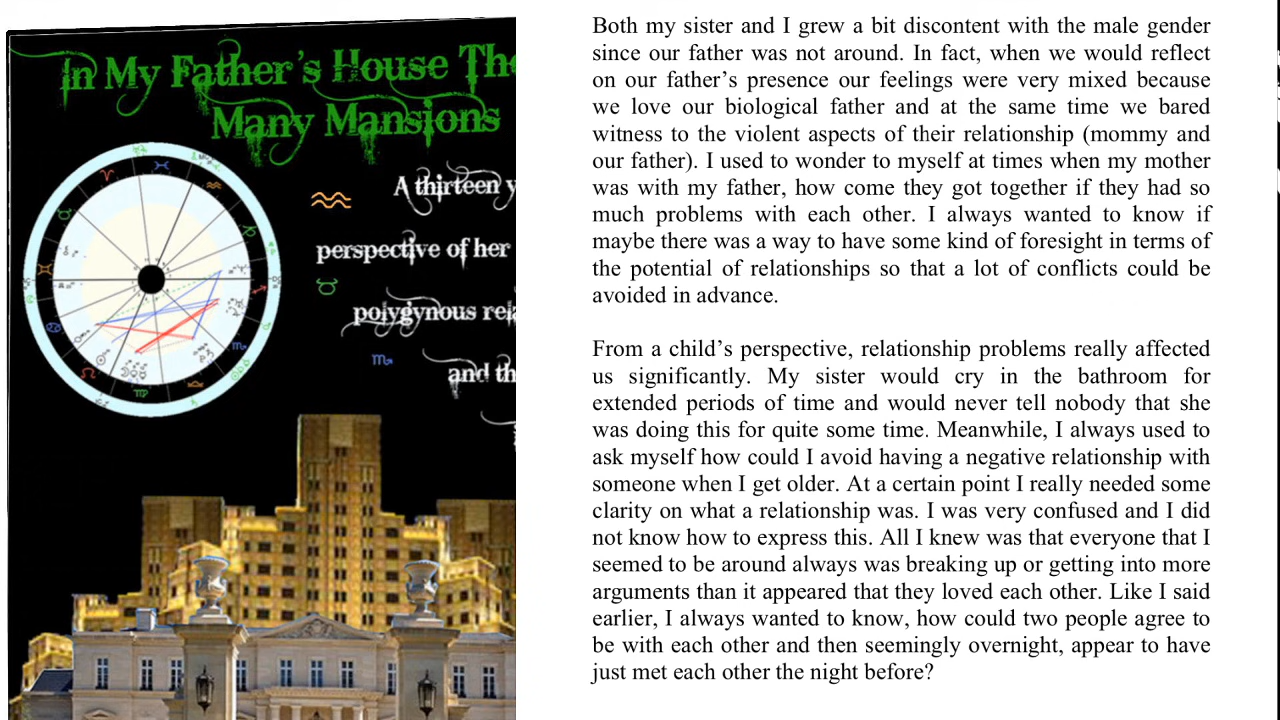 In My Father's House The
Many Mansions
A thirteen y
perspective of her
polygynous rela
and th
Both my sister and I grew a bit discontent with the male gender
since our father was not around. In fact, when we would reflect
on our father's presence our feelings were very mixed because
we love our biological father and at the same time we bared
witness to the violent aspects of their relationship (mommy and
our father). I used to wonder to myself at times when my mother
was with my father, how come they got together if they had so
much problems with each other. I always wanted to know if
maybe there was a way to have some kind of foresight in terms of
the potential of relationships so that a lot of conflicts could be
avoided in advance.
From a child's perspective, relationship problems really affected
us significantly. My sister would cry in the bathroon for
extended periods of time and would never tell nobody that she
was doing this for quite some time. Meanwhile, I always used to
ask myself how could I avoid having a negative relationship with
someone when I get older. At a certain point I really needed some
clarity on what a relationship was. I was very confused and I did
not know how to express this. All I knew was that everyone that I
seemed to be around always was breaking up or getting into more
arguments than it appeared that they loved each other. Like I said
earlier, I always wanted to know, how could two people agree to
be with each other and then seemingly overnight, appear to have
just met each other the night before?